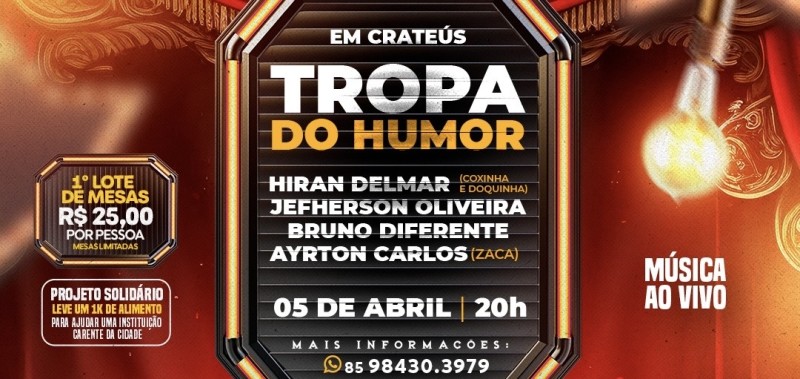 EM CRATEÚS
TROPA
DO HUMOR
HIRAN DELMAR (COXINHA E DOQUINHA)
JEFHERSON OLIVEIRA
BRUNO DIFERENTE
AYRTON CARLOS (ZACA)
05 DE ABRIL | 20h
MAIS INFORMACÕES:
85 98430.3979
1º LOTE
DE MESAS
R$ 25,00
POR PESSOA
MESAS LIMITADAS
PROJETO SOLIDÁRIO
LEVE UM 1K DE ALIMENTO
PARA AJUDAR UMA INSTITUIÇÃO
CARENTE DA CIDADE
MÚSICA
AO VIVO